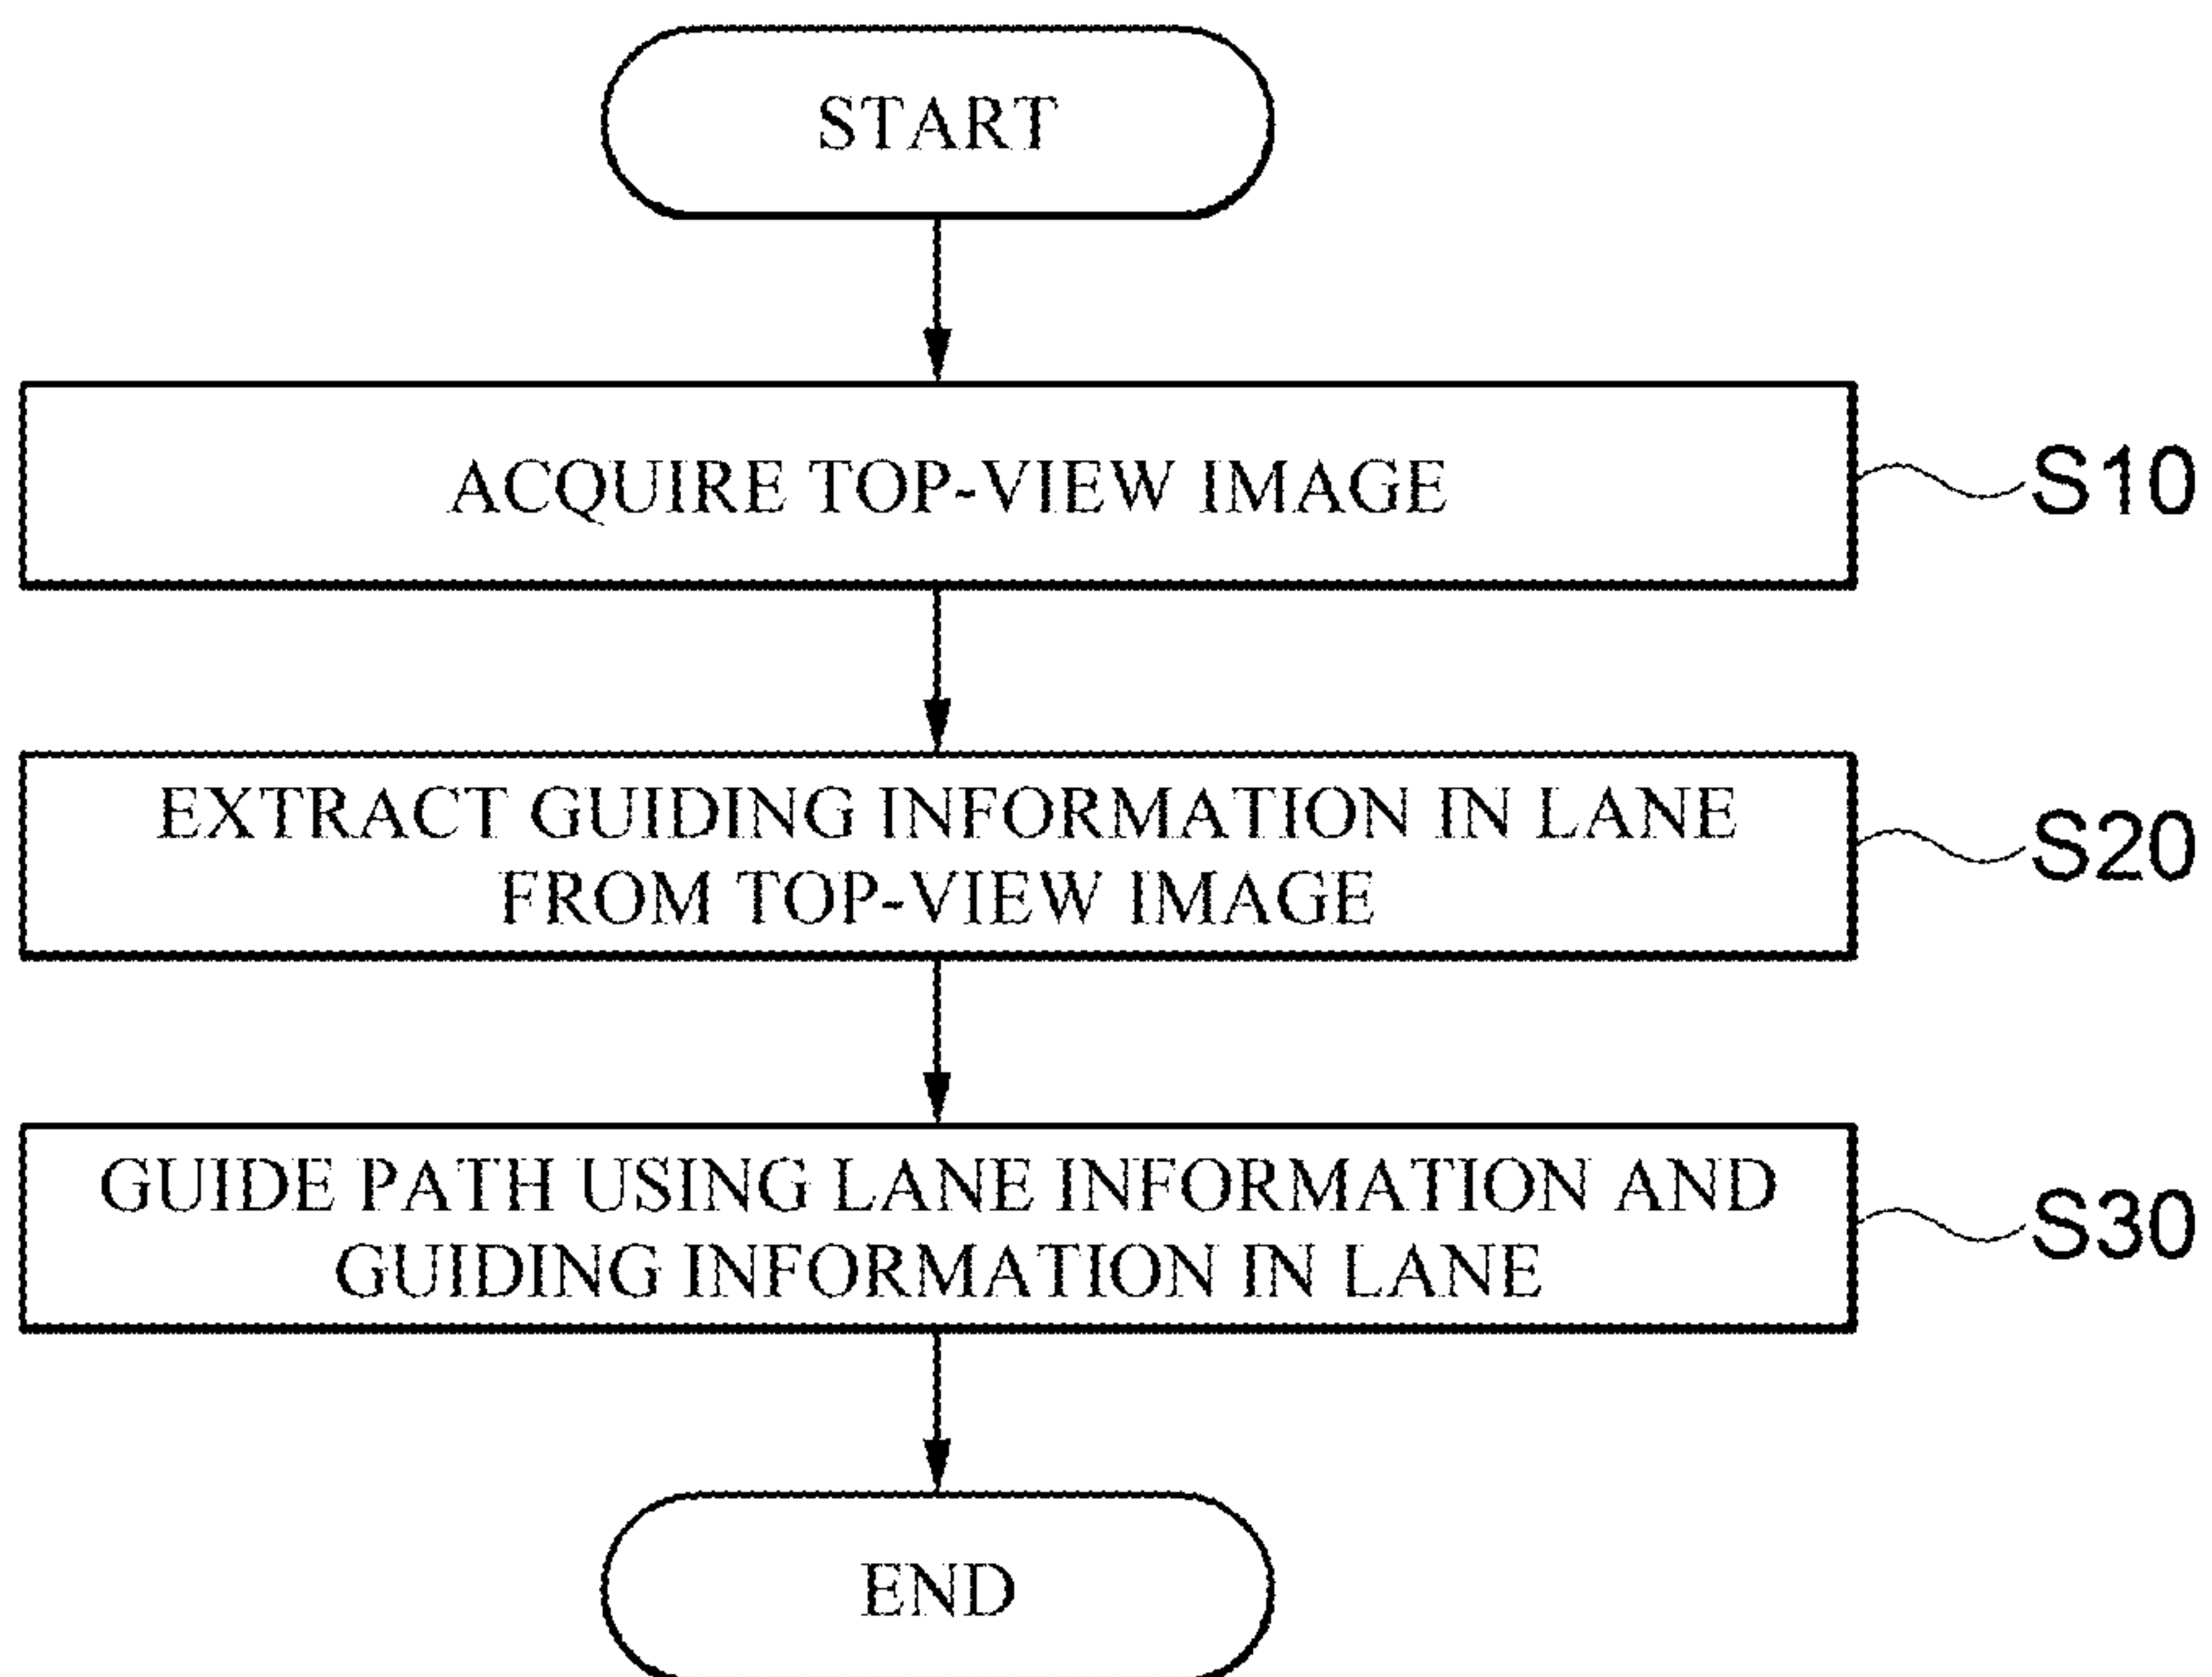 START
ACQUIRE TOP-VIEW IMAGE
S10
EXTRACT GUIDING INFORMATION IN LANE
FROM TOP-VIEW IMAGE
S20
GUIDE PATH USING LANE INFORMATION AND
GUIDING INFORMATION IN LANE
S30
END